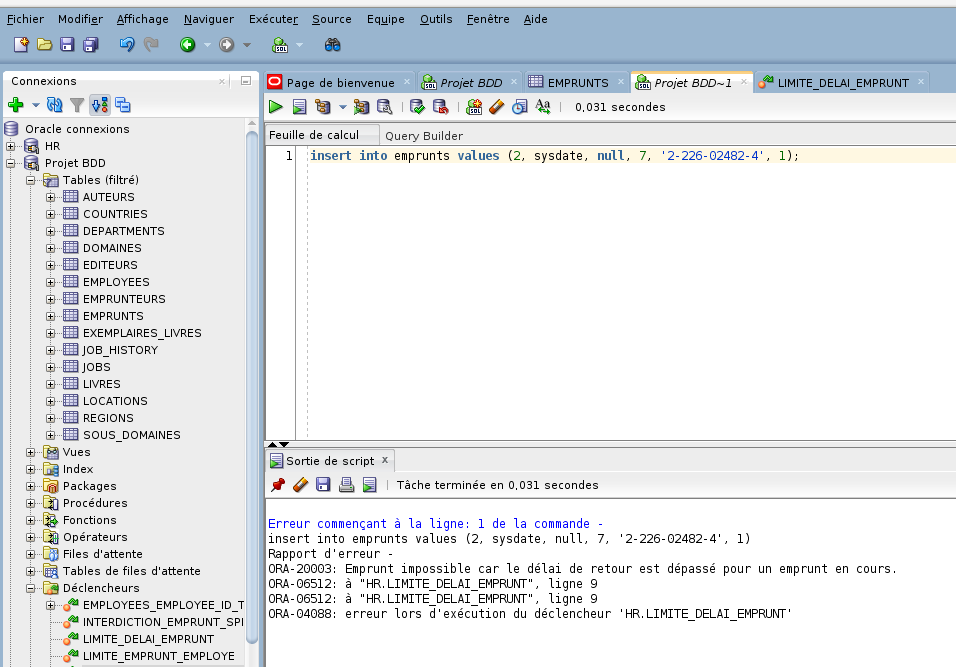 Fichier Modifier Affichage Naviguer Exécuter Source Equipe Outils Fenêtre Aide
Connexions
Oracle connexions
HR
Projet BDD
Tables (filtré)
AUTEURS
COUNTRIES
DEPARTMENTS
DOMAINES
EDITEURS
EMPLOYEES
EMPRUNTEURS
EMPRUNTS
EXEMPLAIRES_LIVRES
JOB_HISTORY
JOBS
LIVRES
LOCATIONS
REGIONS
SOUS_DOMAINES
Vues
Index
Packages
Procédures
Fonctions
Opérateurs
Files d'attente
Tables de files d'attente
Déclencheurs
EMPLOYEES_EMPLOYEE_ID_T
INTERDICTION_EMPRUNT_SPI
LIMITE_DELAI_EMPRUNT
LIMITE_EMPRUNT_EMPLOYE
Page de bienvenue Projet BDD EMPRUNTS Projet BDD~1 LIMITE_DELAI_EMPRUNT
0,031 secondes
Feuille de calcul Query Builder
1 insert into emprunts values (2, sysdate, null, 7, '2-226-02482-4', 1);
Sortie de script
Tâche terminée en 0,031 secondes
Erreur commençant à la ligne: 1 de la commande -
insert into emprunts values (2, sysdate, null, 7, '2-226-02482-4', 1)
Rapport d'erreur -
ORA-20003: Emprunt impossible car le délai de retour est dépassé pour un emprunt en cours.
ORA-06512: à "HR.LIMITE_DELAI_EMPRUNT", ligne 9
ORA-06512: à "HR.LIMITE_DELAI_EMPRUNT", ligne 9
ORA-04088: erreur lors d'exécution du déclencheur 'HR.LIMITE_DELAI_EMPRUNT'